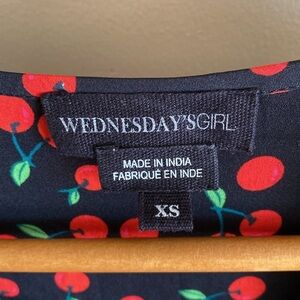 WEDNESDAY'SGIRL
MADE IN INDIA
FABRIQUÉ EN INDE
XS